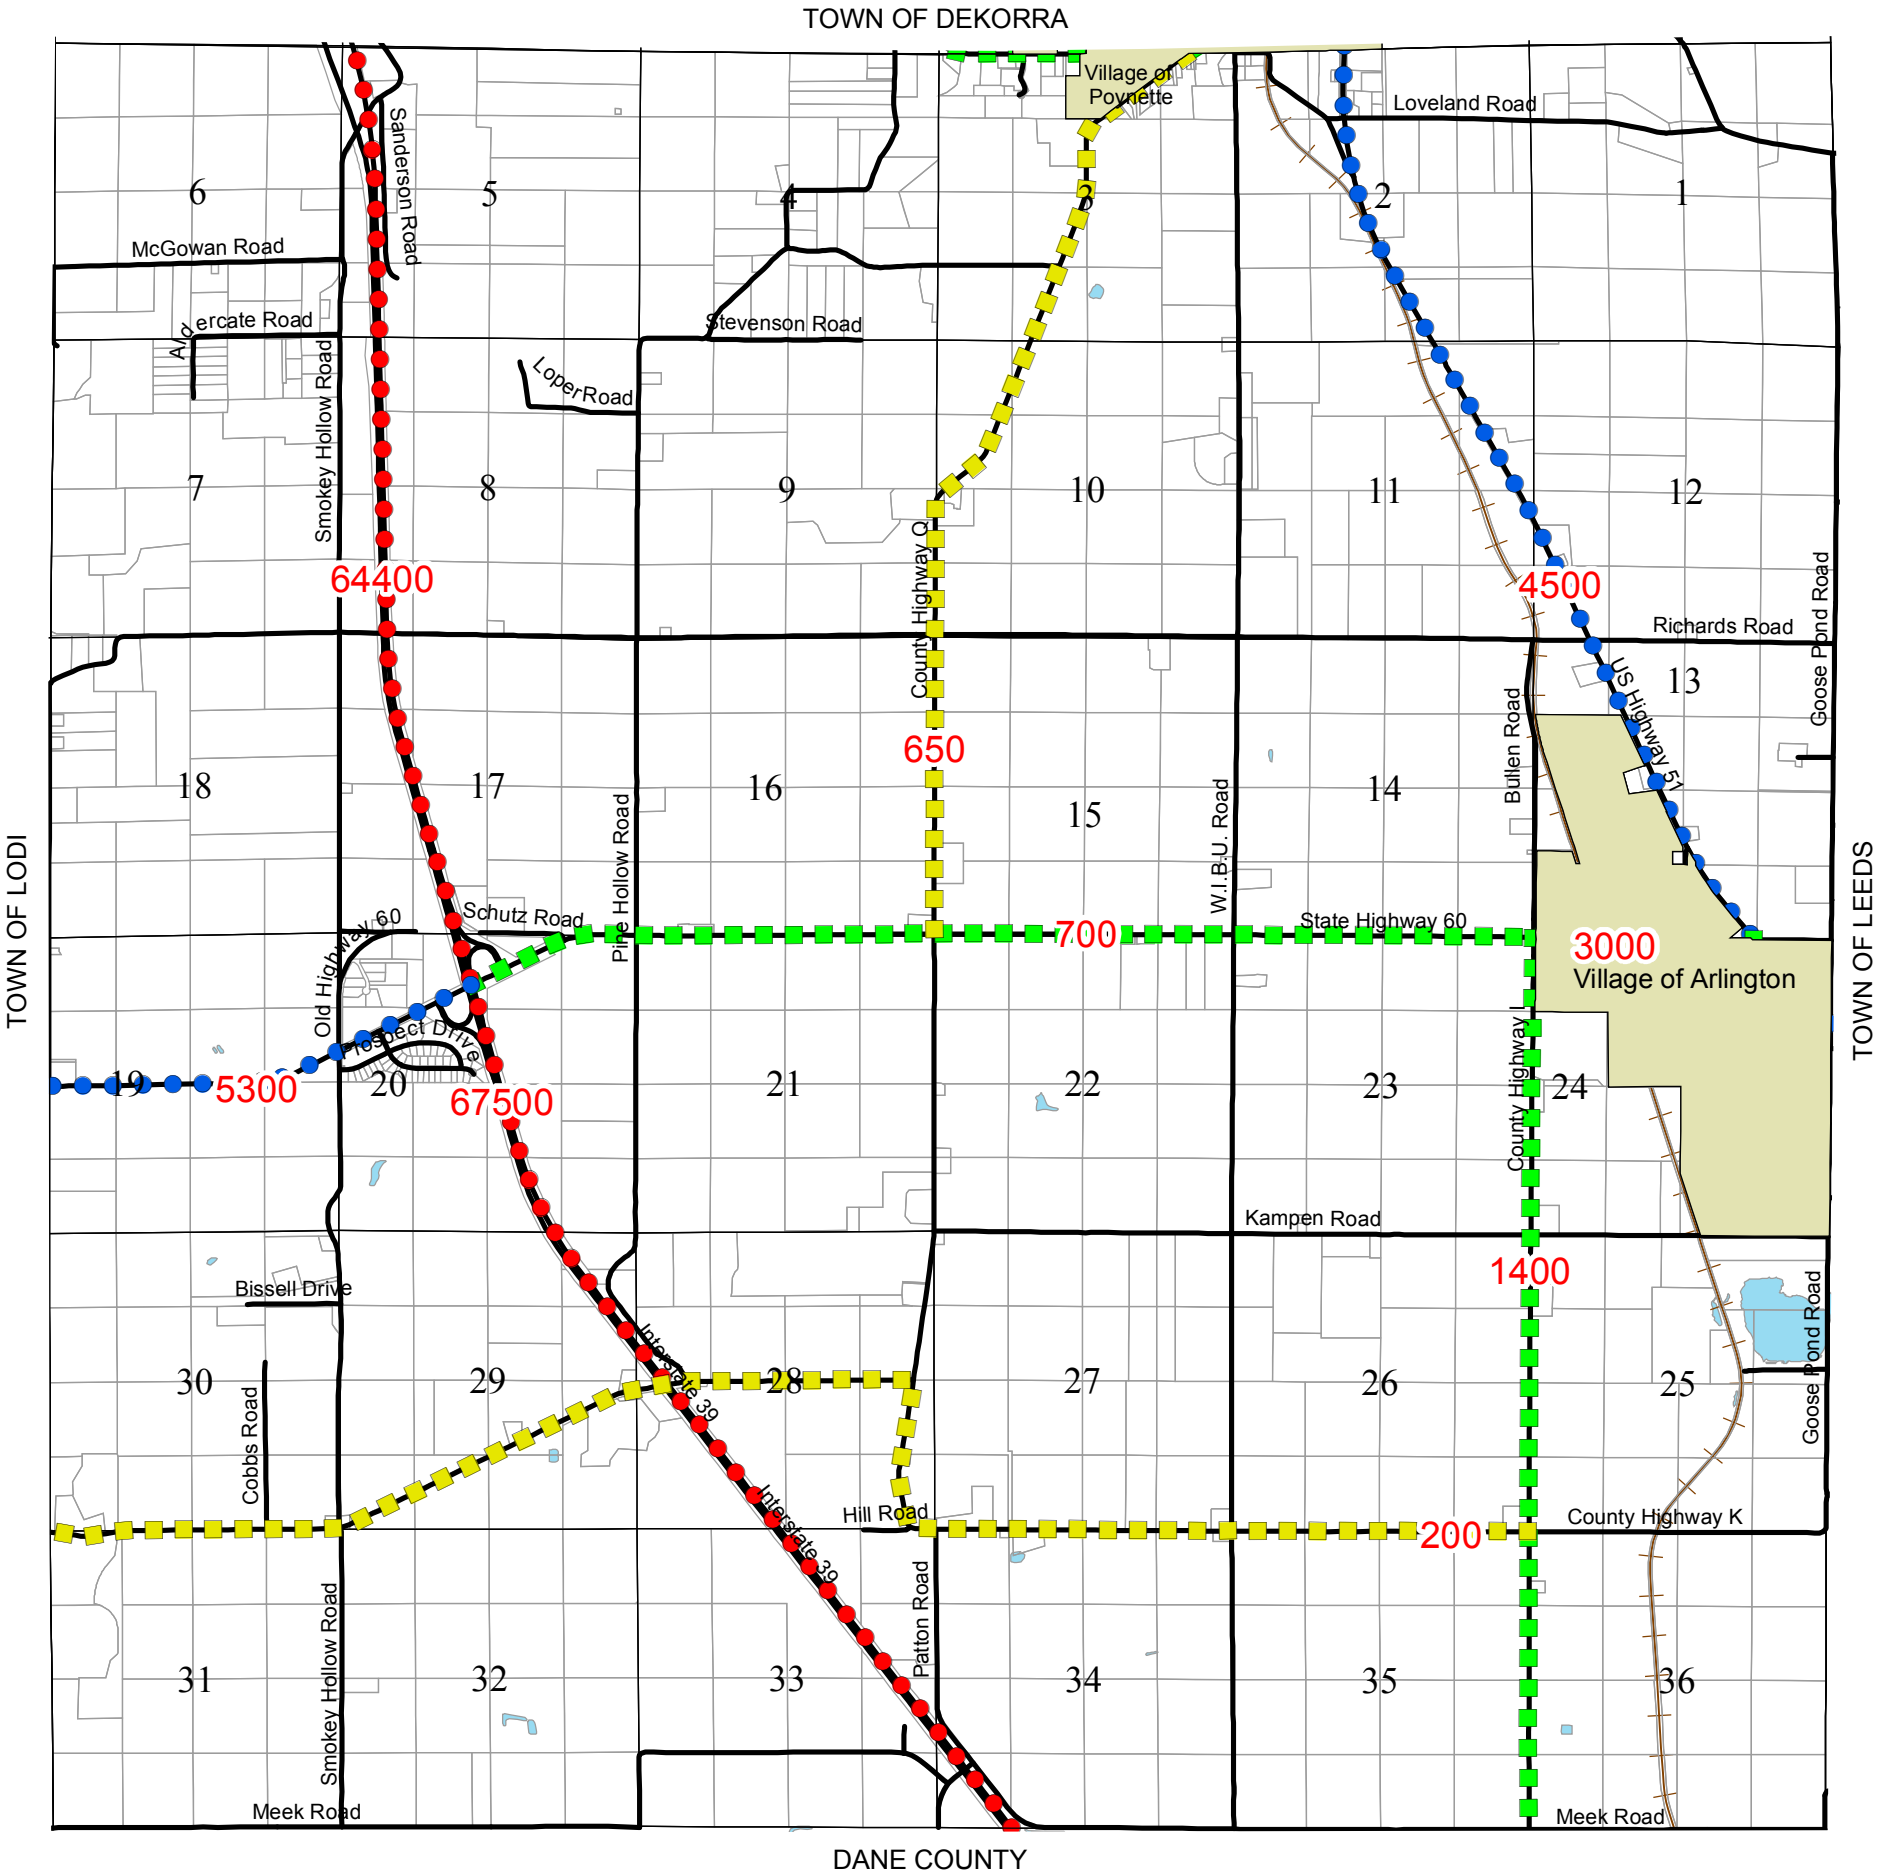 TOWN OF DEKORRA
Village of
Poynette
Loveland Road
Sanderson Road
6
5
4
3
2
1
McGowan Road
Ald
ercate Road
Stevenson Road
Smokey Hollow Road
Loper Road
7
8
9
10
11
12
County Highway Q
64400
4500
Goose Pond Road
Richards Road
US Highway 51
13
Bullen Road
650
18
17
16
15
14
W.I.B.U. Road
Pine Hollow Road
TOWN OF LODI
TOWN OF LEEDS
Old Highway 60
Schutz Road
700
State Highway 60
3000
Village of Arlington
Prospect Drive
19
5300
20
67500
21
22
23
County Highway I
24
Kampen Road
1400
Bissell Drive
Interstate 39
Goose Pond Road
30
29
28
27
26
25
Cobbs Road
Interstate 39
Hill Road
200
County Highway K
Smokey Hollow Road
Patton Road
31
32
33
34
35
36
Meek Road
Meek Road
DANE COUNTY